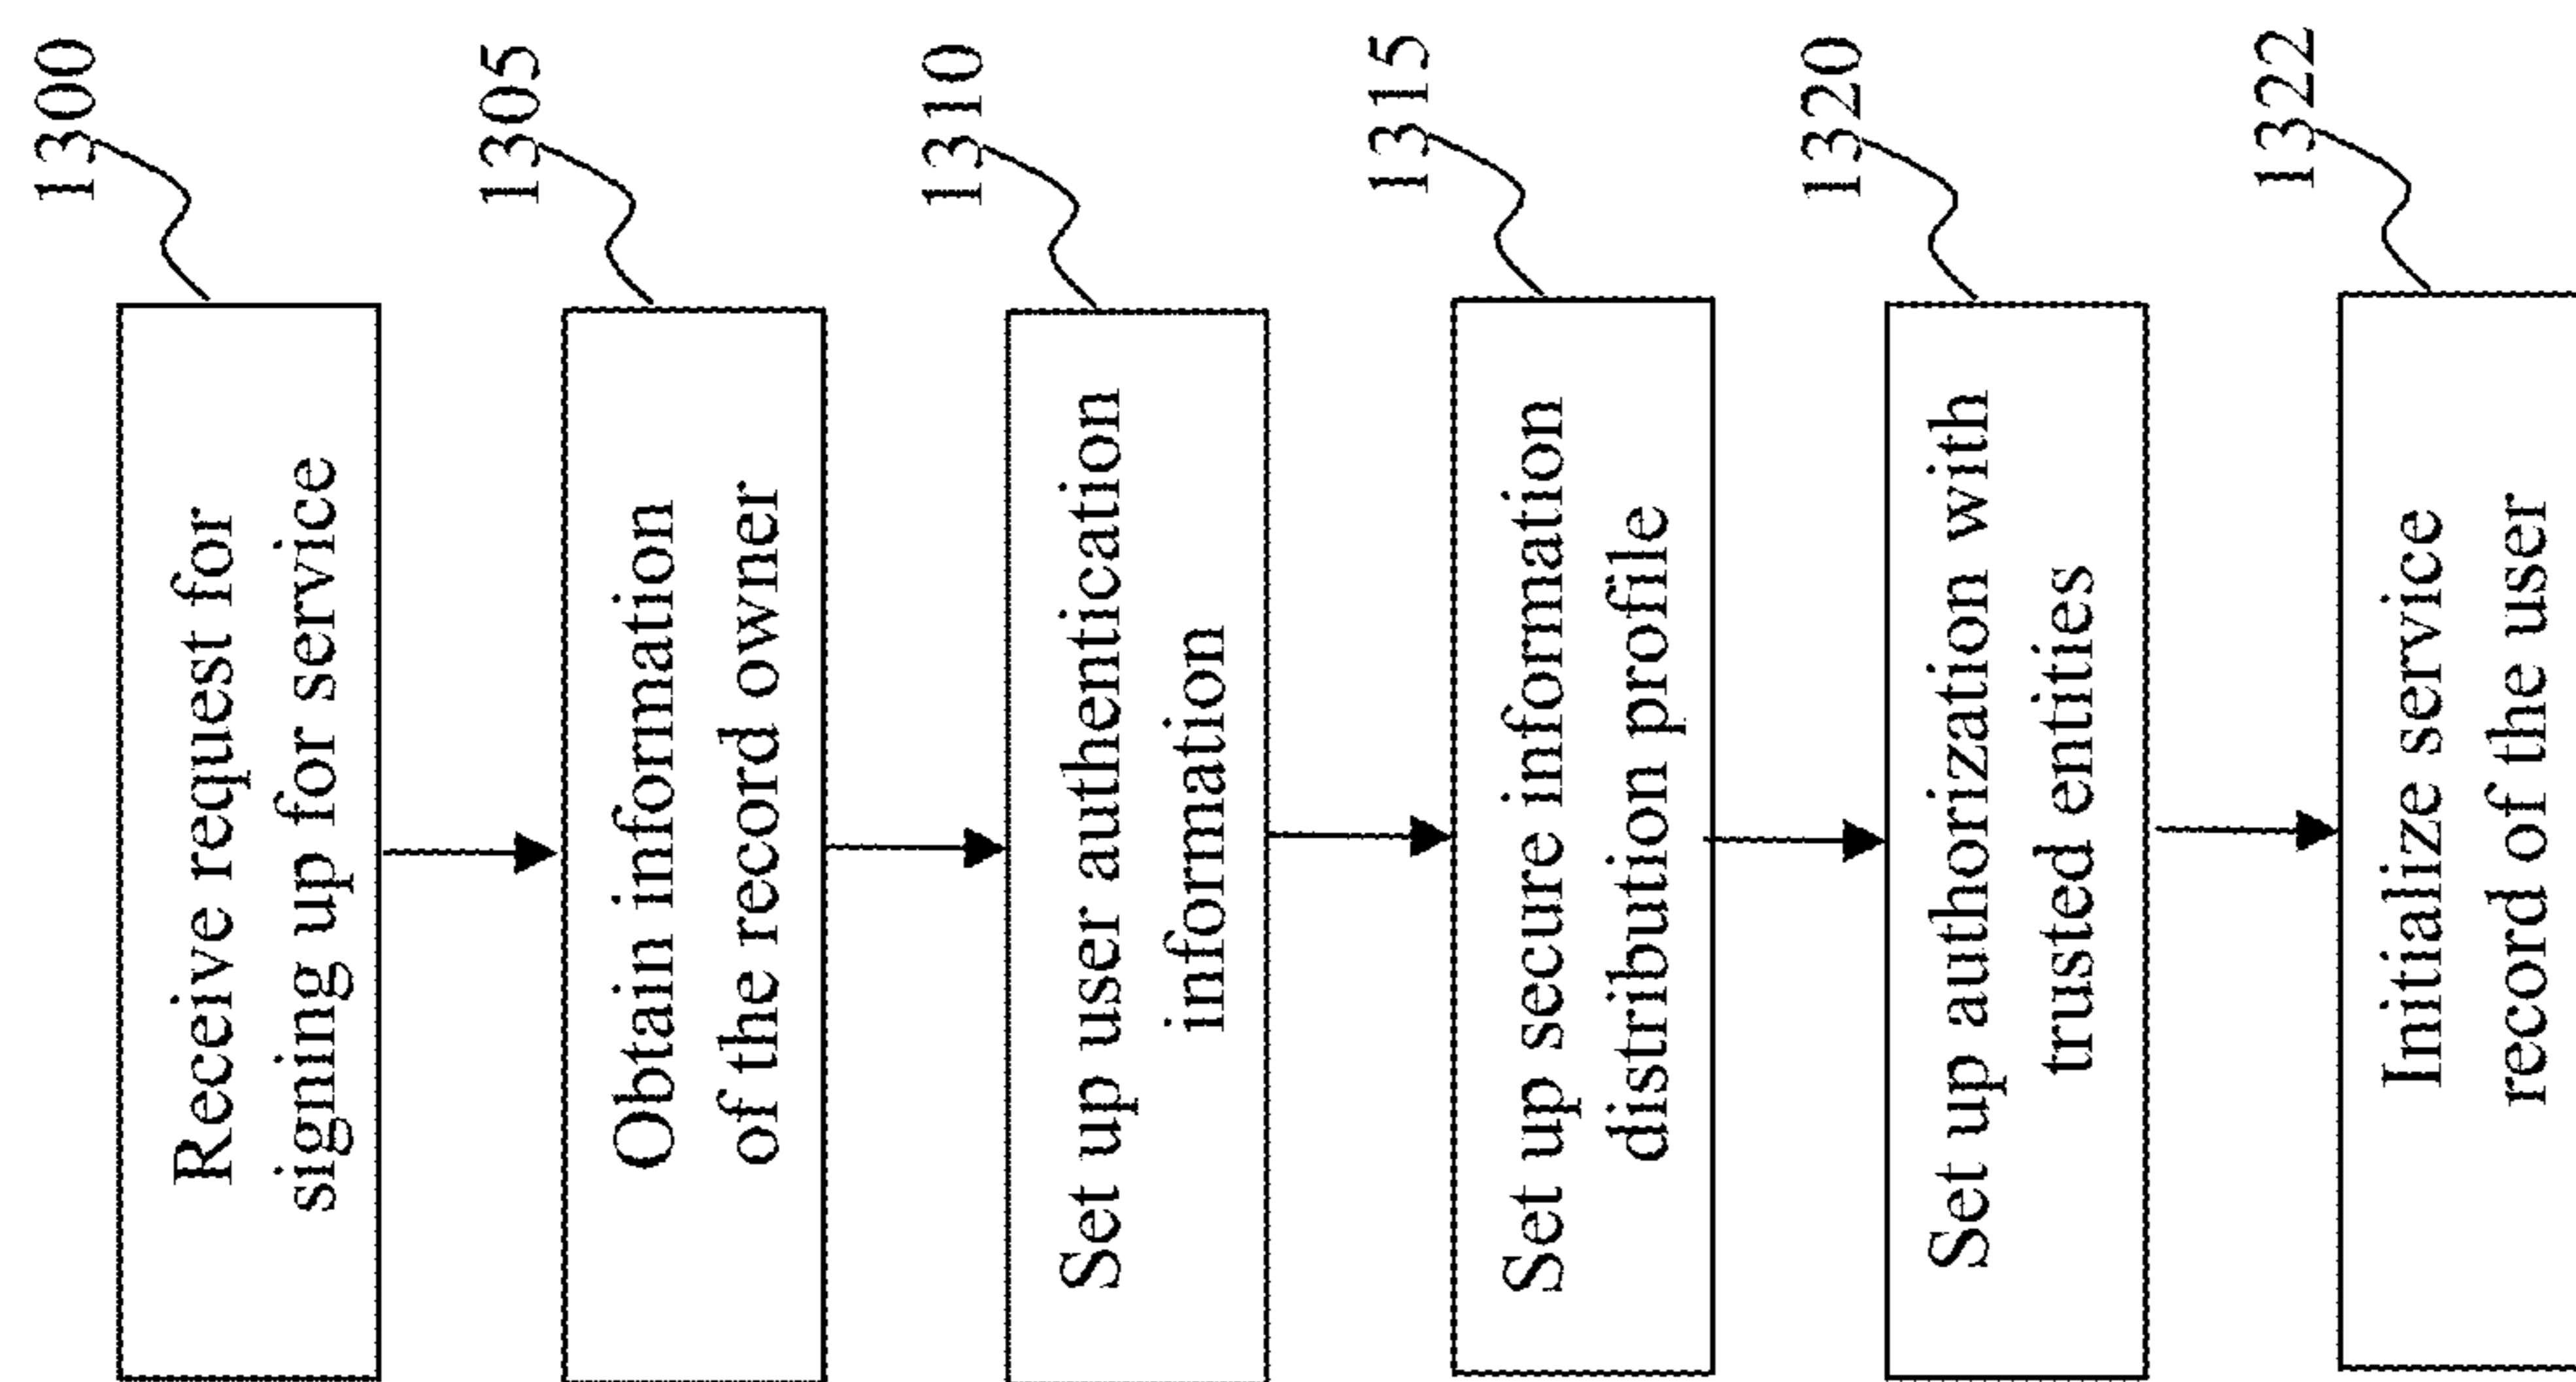 1300
Receive request for
signing up for service
1305
Obtain information
of the record owner
1310
Set up user authentication
information
1315
Set up secure information
distribution profile
1320
Set up authorization with
trusted entities
1322
Initialize service
record of the user